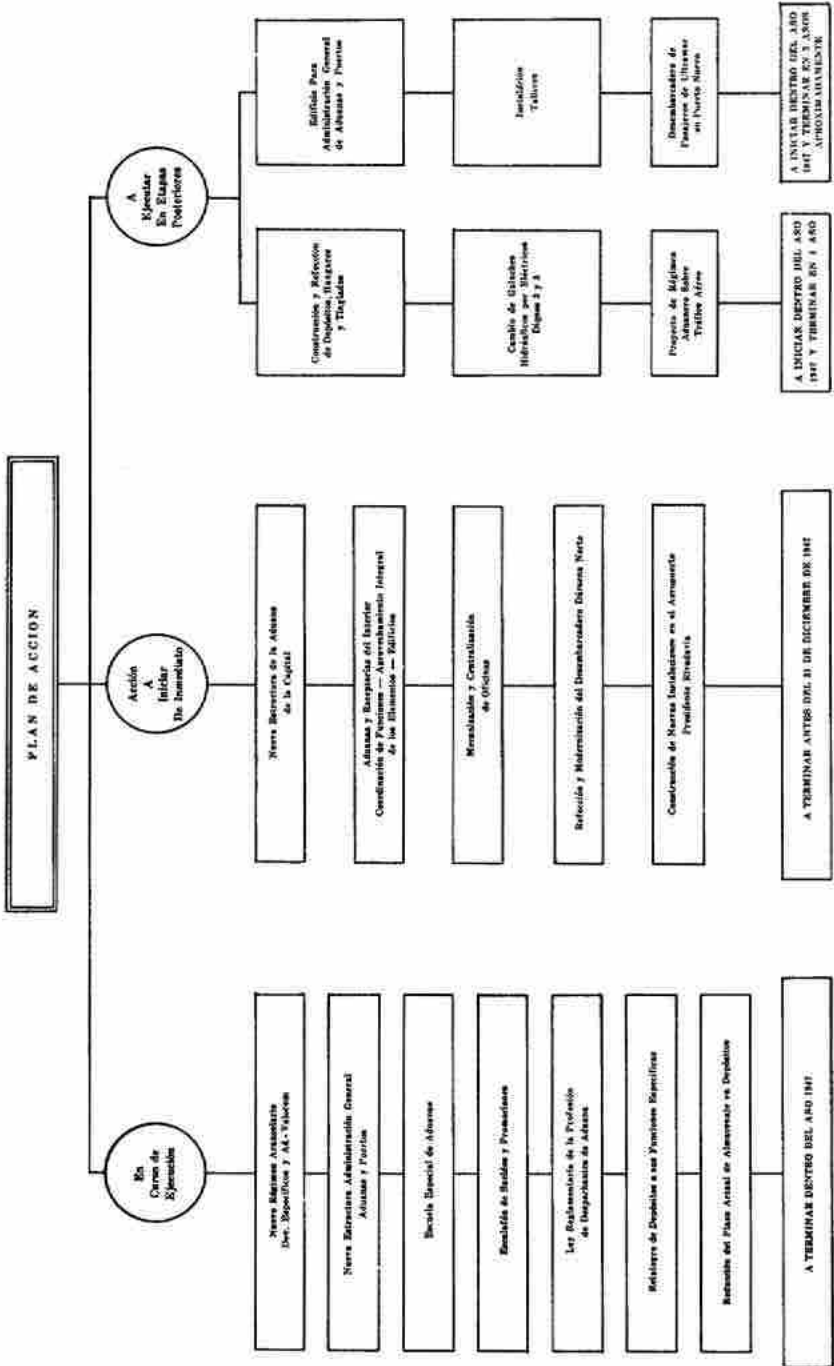 PLAN DE ACCION
En
Curso de
Ejecución
Nuevo Régimen Arancelario
Der. Específicos y Ad-Valorem
Nueva Estructura Administración General
Aduanas y Puertos
Escuela Especial de Aduanas
Escalafón de Sueldos y Promociones
Ley Reglamentaria de la Profesión
de Despachantes de Aduana
Reintegro de Depósitos a sus Funciones Específicas
Reducción del Plazo Actual de Almacenaje en Depósitos
A TERMINAR DENTRO DEL AÑO 1947
Acción
A
Iniciar
De Inmediato
Nueva Estructura de la Aduana
de la Capital
Aduanas y Receptorías del Interior
Coordinación de Funciones — Aprovechamiento Integral
de los Elementos — Edificios
Mecanización y Centralización
de Oficinas
Refección y Modernización del Desembarcadero Dársena Norte
Construcción de Nuevas Instalaciones en el Aeropuerto
Presidente Rivadavia
A TERMINAR ANTES DEL 31 DE DICIEMBRE DE 1947
A
Ejecutar
En Etapas
Posteriores
Construcción y Refección
de Depósitos, Hangares
y Tinglados
Cambio de Guinches
Hidráulicos por Eléctricos
Diques 2 y 3
Proyecto de Régimen
Aduanero Sobre
Tráfico Aéreo
A INICIAR DENTRO DEL AÑO
1947 Y TERMINAR EN 1 AÑO
Edificio Para
Administración General
de Aduanas y Puertos
Instalación
Talleres
Desembarcadero de
Pasajeros de Ultramar
en Puerto Nuevo
A INICIAR DENTRO DEL AÑO
1947 Y TERMINAR EN 3 AÑOS
APROXIMADAMENTE